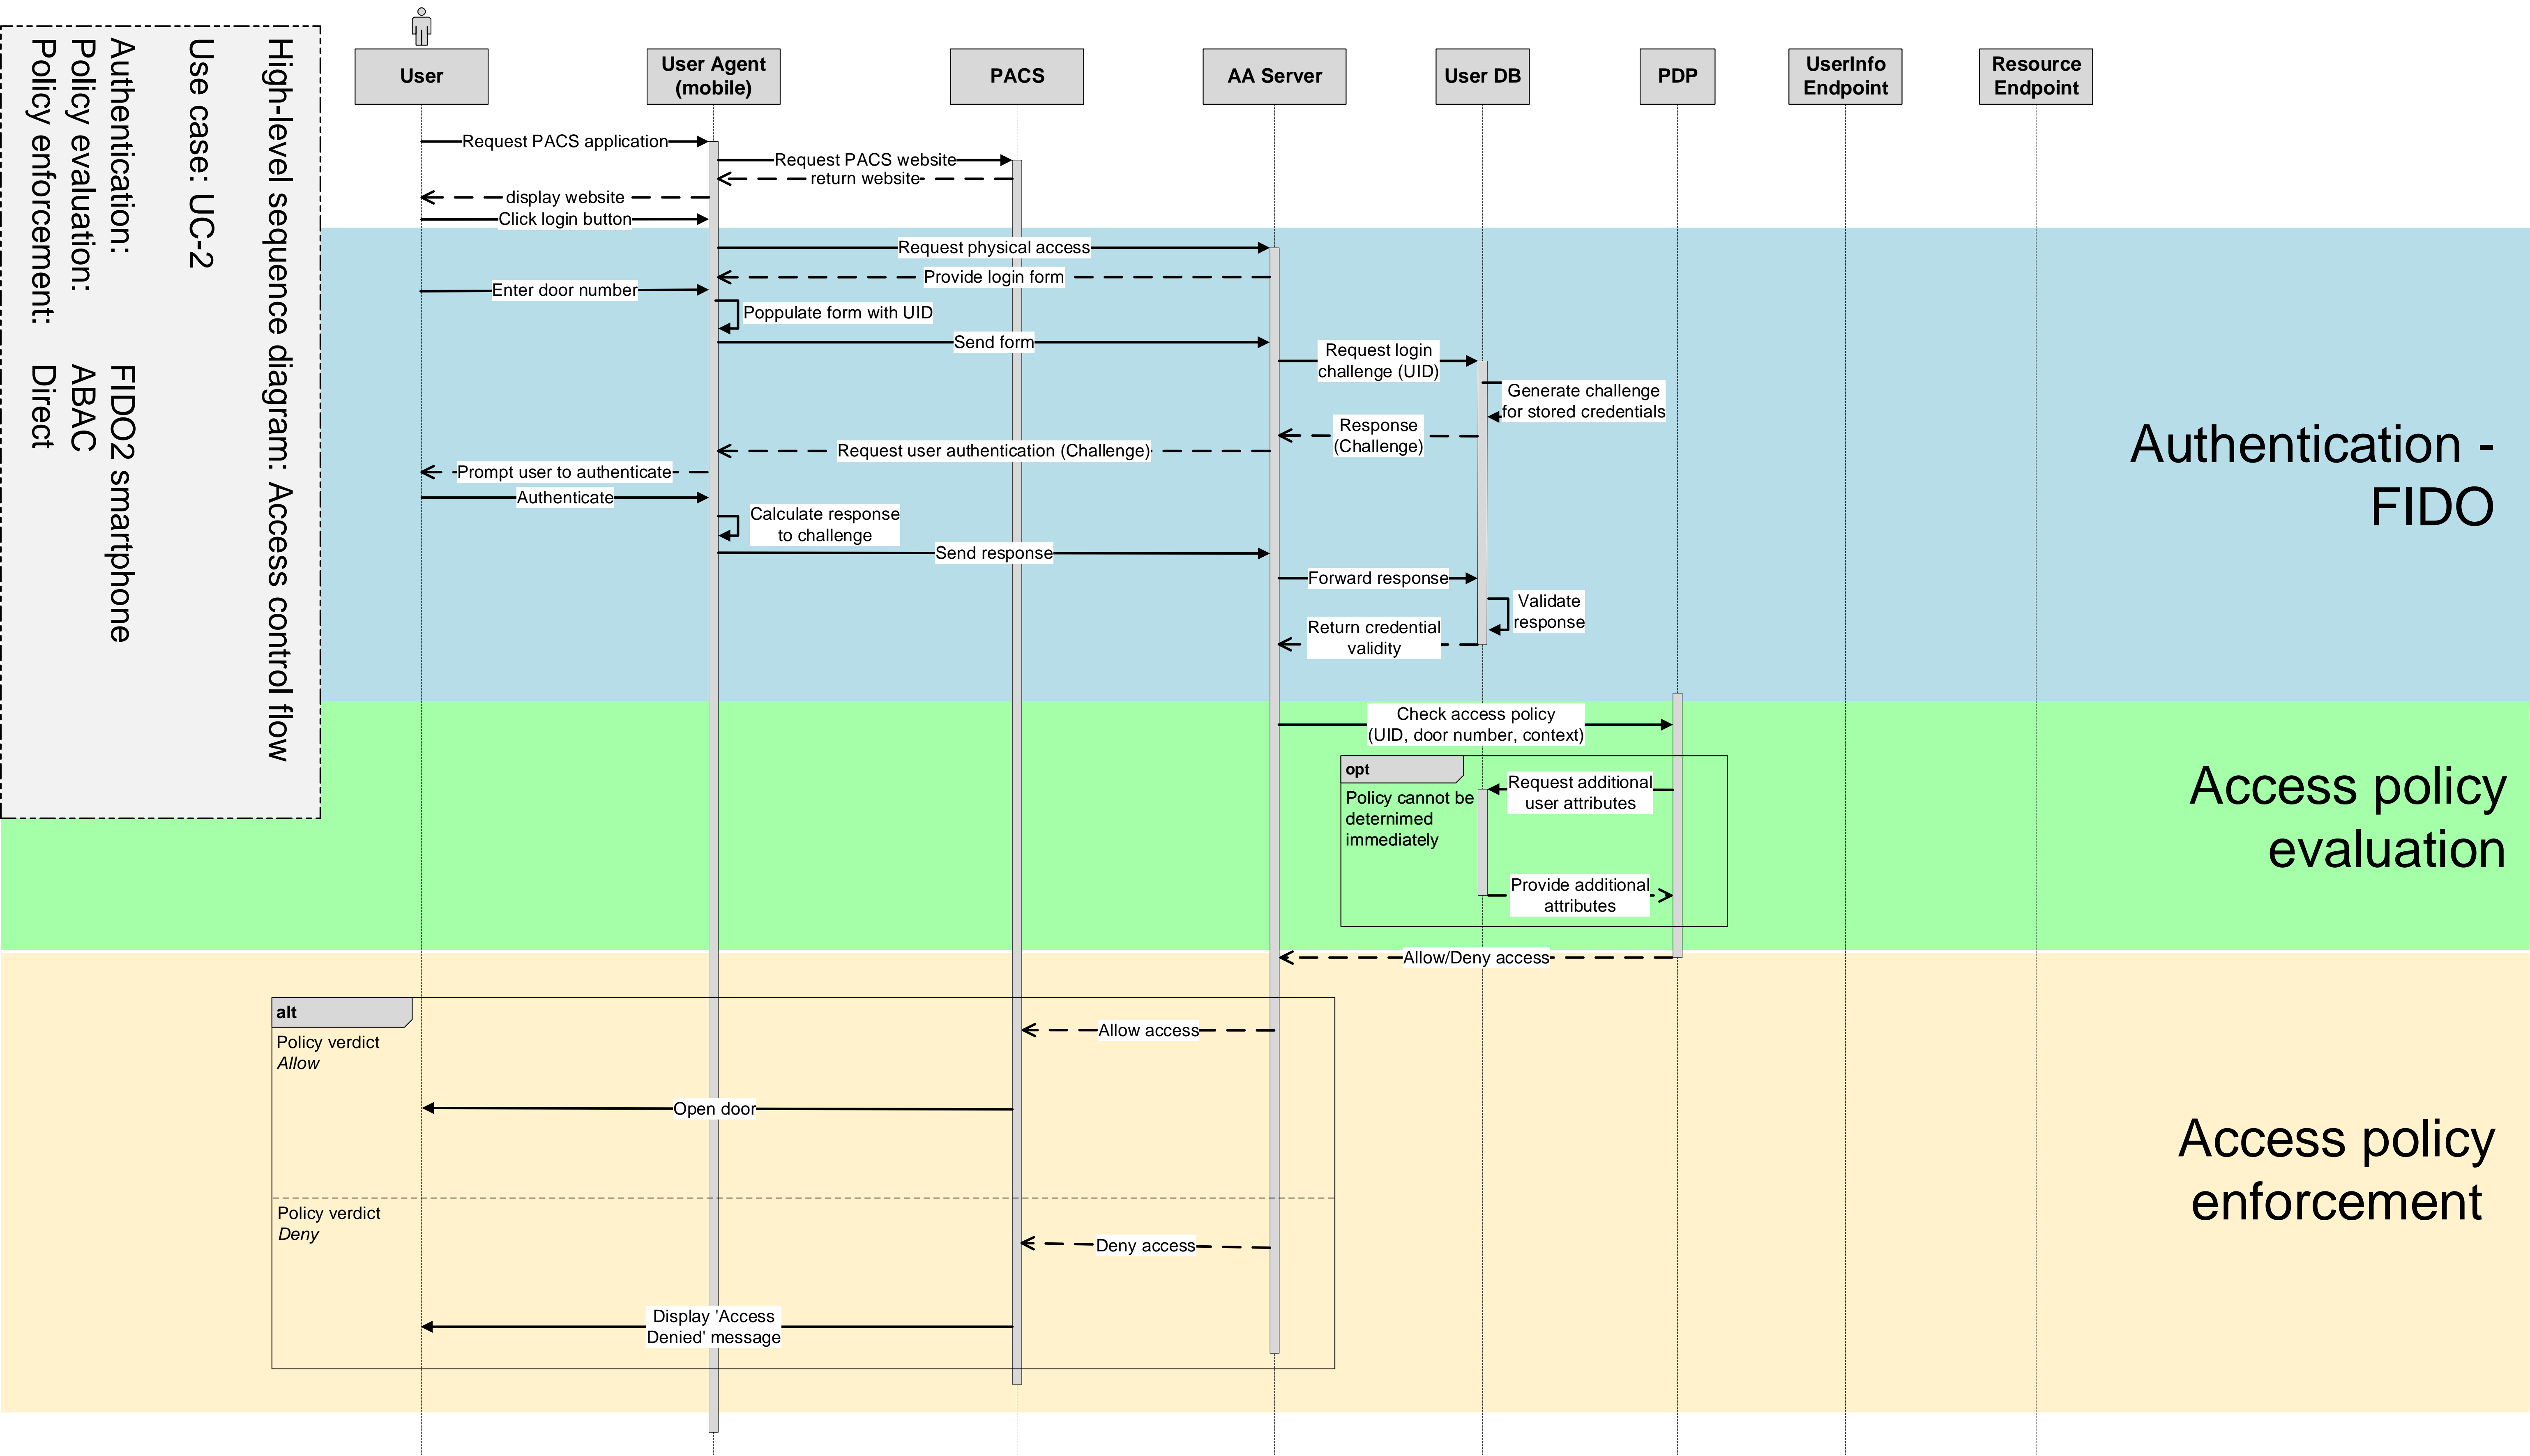 High-level sequence diagram: Access control flow
Use case: UC-2
Authentication: FIDO2 smartphone
Policy evaluation: ABAC
Policy enforcement: Direct
User
User Agent
(mobile)
PACS
AA Server
User DB
PDP
UserInfo
Endpoint
Resource
Endpoint
Request PACS application
Request PACS website
return website
display website
Click login button
Request physical access
Provide login form
Enter door number
Poppulate form with UID
Send form
Request login
challenge (UID)
Generate challenge
for stored credentials
Response
(Challenge)
Request user authentication (Challenge)
Prompt user to authenticate
Authenticate
Calculate response
to challenge
Send response
Forward response
Validate
response
Return credential
validity
Authentication -
FIDO
Check access policy
(UID, door number, context)
opt
Policy cannot be
deternimed
immediately
Request additional
user attributes
Provide additional
attributes
Access policy
evaluation
Allow/Deny access
alt
Policy verdict
Allow
Allow access
Open door
Policy verdict
Deny
Deny access
Display 'Access
Denied' message
Access policy
enforcement